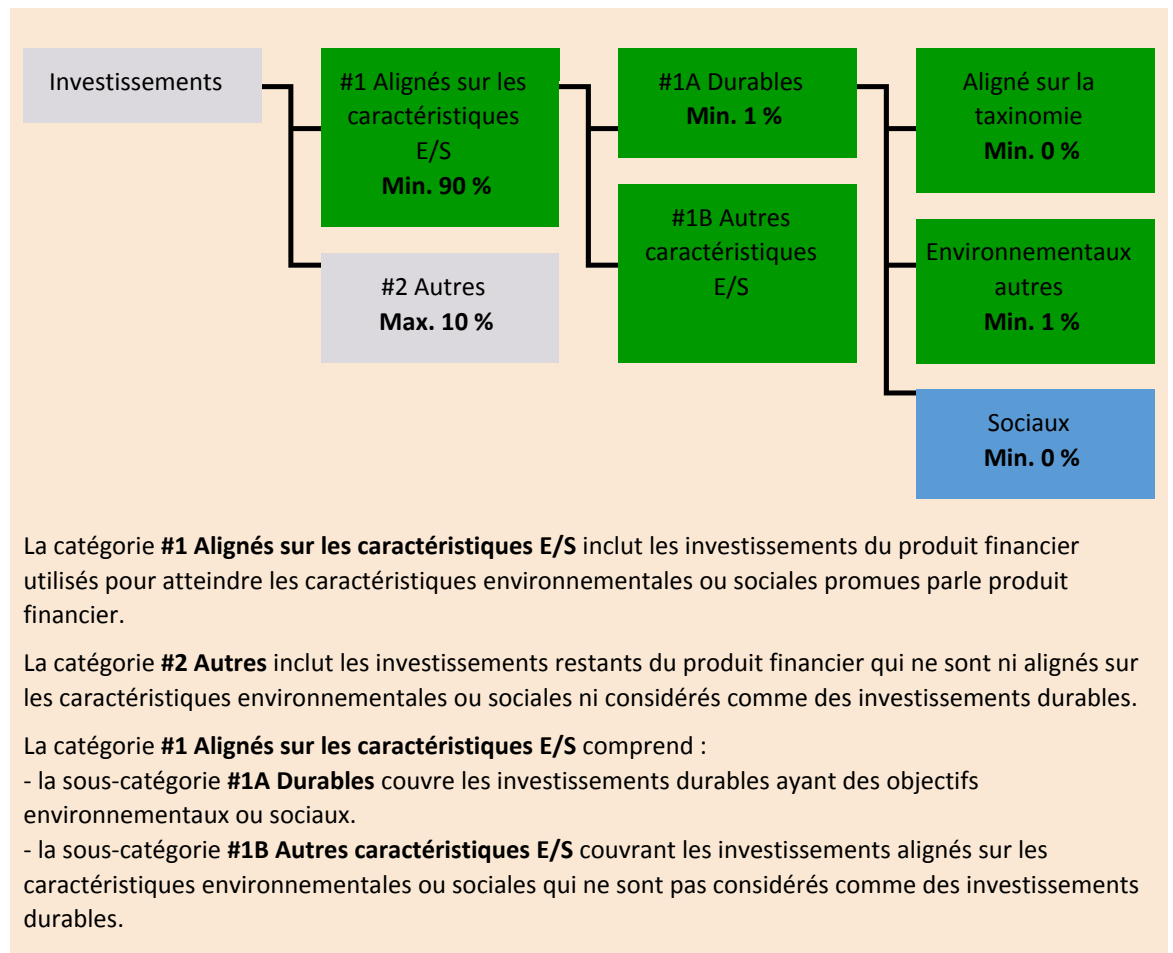 Investissements
#1 Alignés sur les
caractéristiques
E/S
Min. 90 %
#2 Autres
Max. 10 %
#1A Durables
Min. 1 %
#1B Autres
caractéristiques
E/S
Aligné sur la
taxinomie
Min. 0 %
Environnementaux
autres
Min. 1 %
Sociaux
Min. 0 %
La catégorie #1 Alignés sur les caractéristiques E/S inclut les investissements du produit financier
utilisés pour atteindre les caractéristiques environnementales ou sociales promues parle produit
financier.
La catégorie #2 Autres inclut les investissements restants du produit financier qui ne sont ni alignés sur
les caractéristiques environnementales ou sociales ni considérés comme des investissements durables.
La catégorie #1 Alignés sur les caractéristiques E/S comprend :
- la sous-catégorie #1A Durables couvre les investissements durables ayant des objectifs
environnementaux ou sociaux.
- la sous-catégorie #1B Autres caractéristiques E/S couvrant les investissements alignés sur les
caractéristiques environnementales ou sociales qui ne sont pas considérés comme des investissements
durables.